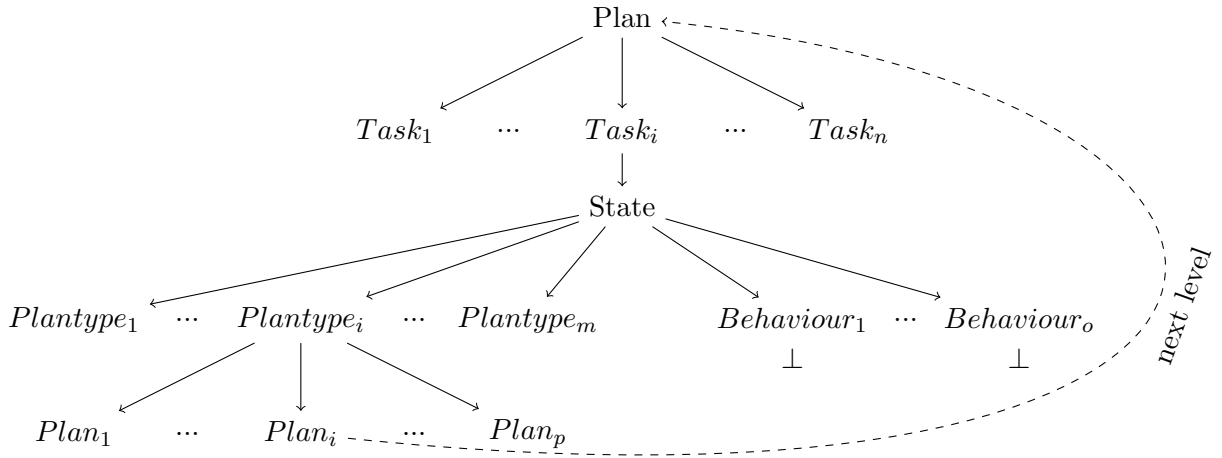 Plan
Task₁ ... Taskᵢ ... Taskₙ
State
Plantype₁ ... Plantypeᵢ ... Plantypeₘ Behaviour₁ ... Behaviourₒ
⊥ ⊥
next level
Plan₁ ... Planᵢ ... Planₚ